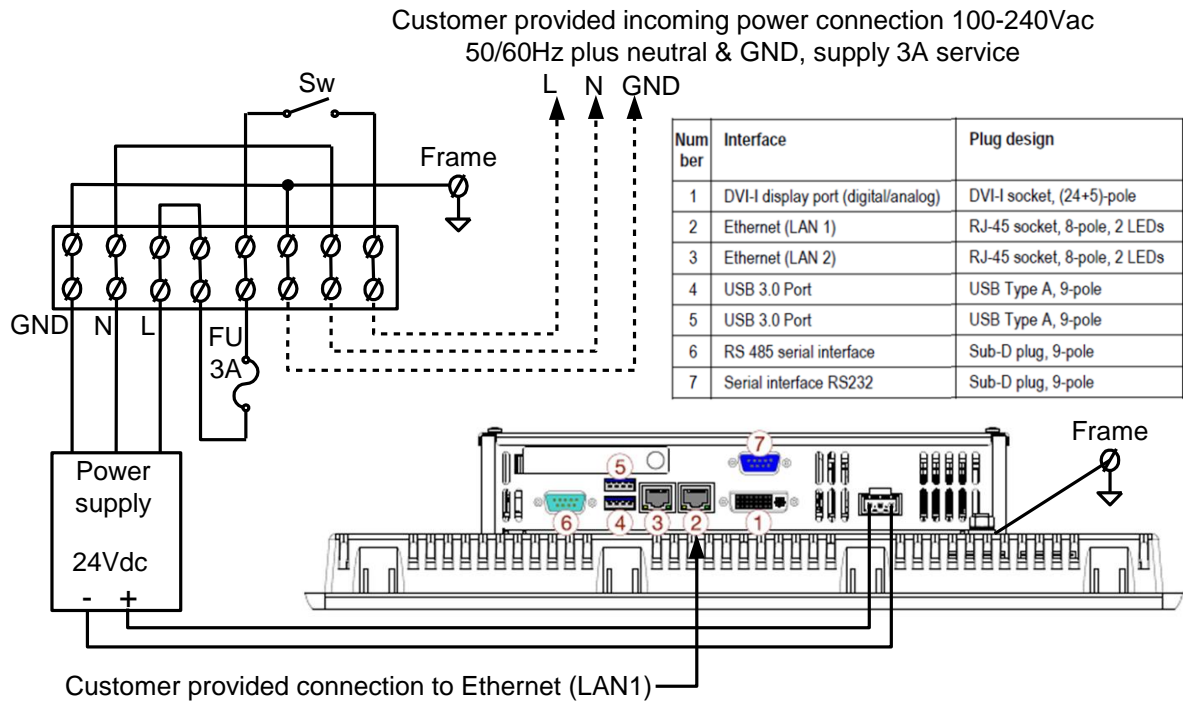 Customer provided incoming power connection 100-240Vac
50/60Hz plus neutral & GND, supply 3A service
L N GND
Sw
Frame
Num ber Interface Plug design
1 DVI-I display port (digital/analog) DVI-I socket, (24+5)-pole
2 Ethernet (LAN 1) RJ-45 socket, 8-pole, 2 LEDs
3 Ethernet (LAN 2) RJ-45 socket, 8-pole, 2 LEDs
4 USB 3.0 Port USB Type A, 9-pole
5 USB 3.0 Port USB Type A, 9-pole
6 RS 485 serial interface Sub-D plug, 9-pole
7 Serial interface RS232 Sub-D plug, 9-pole
GND N L
FU
3A
Power
supply
24Vdc
- +
Frame
7
5
6 4 3 2 1
Customer provided connection to Ethernet (LAN1)